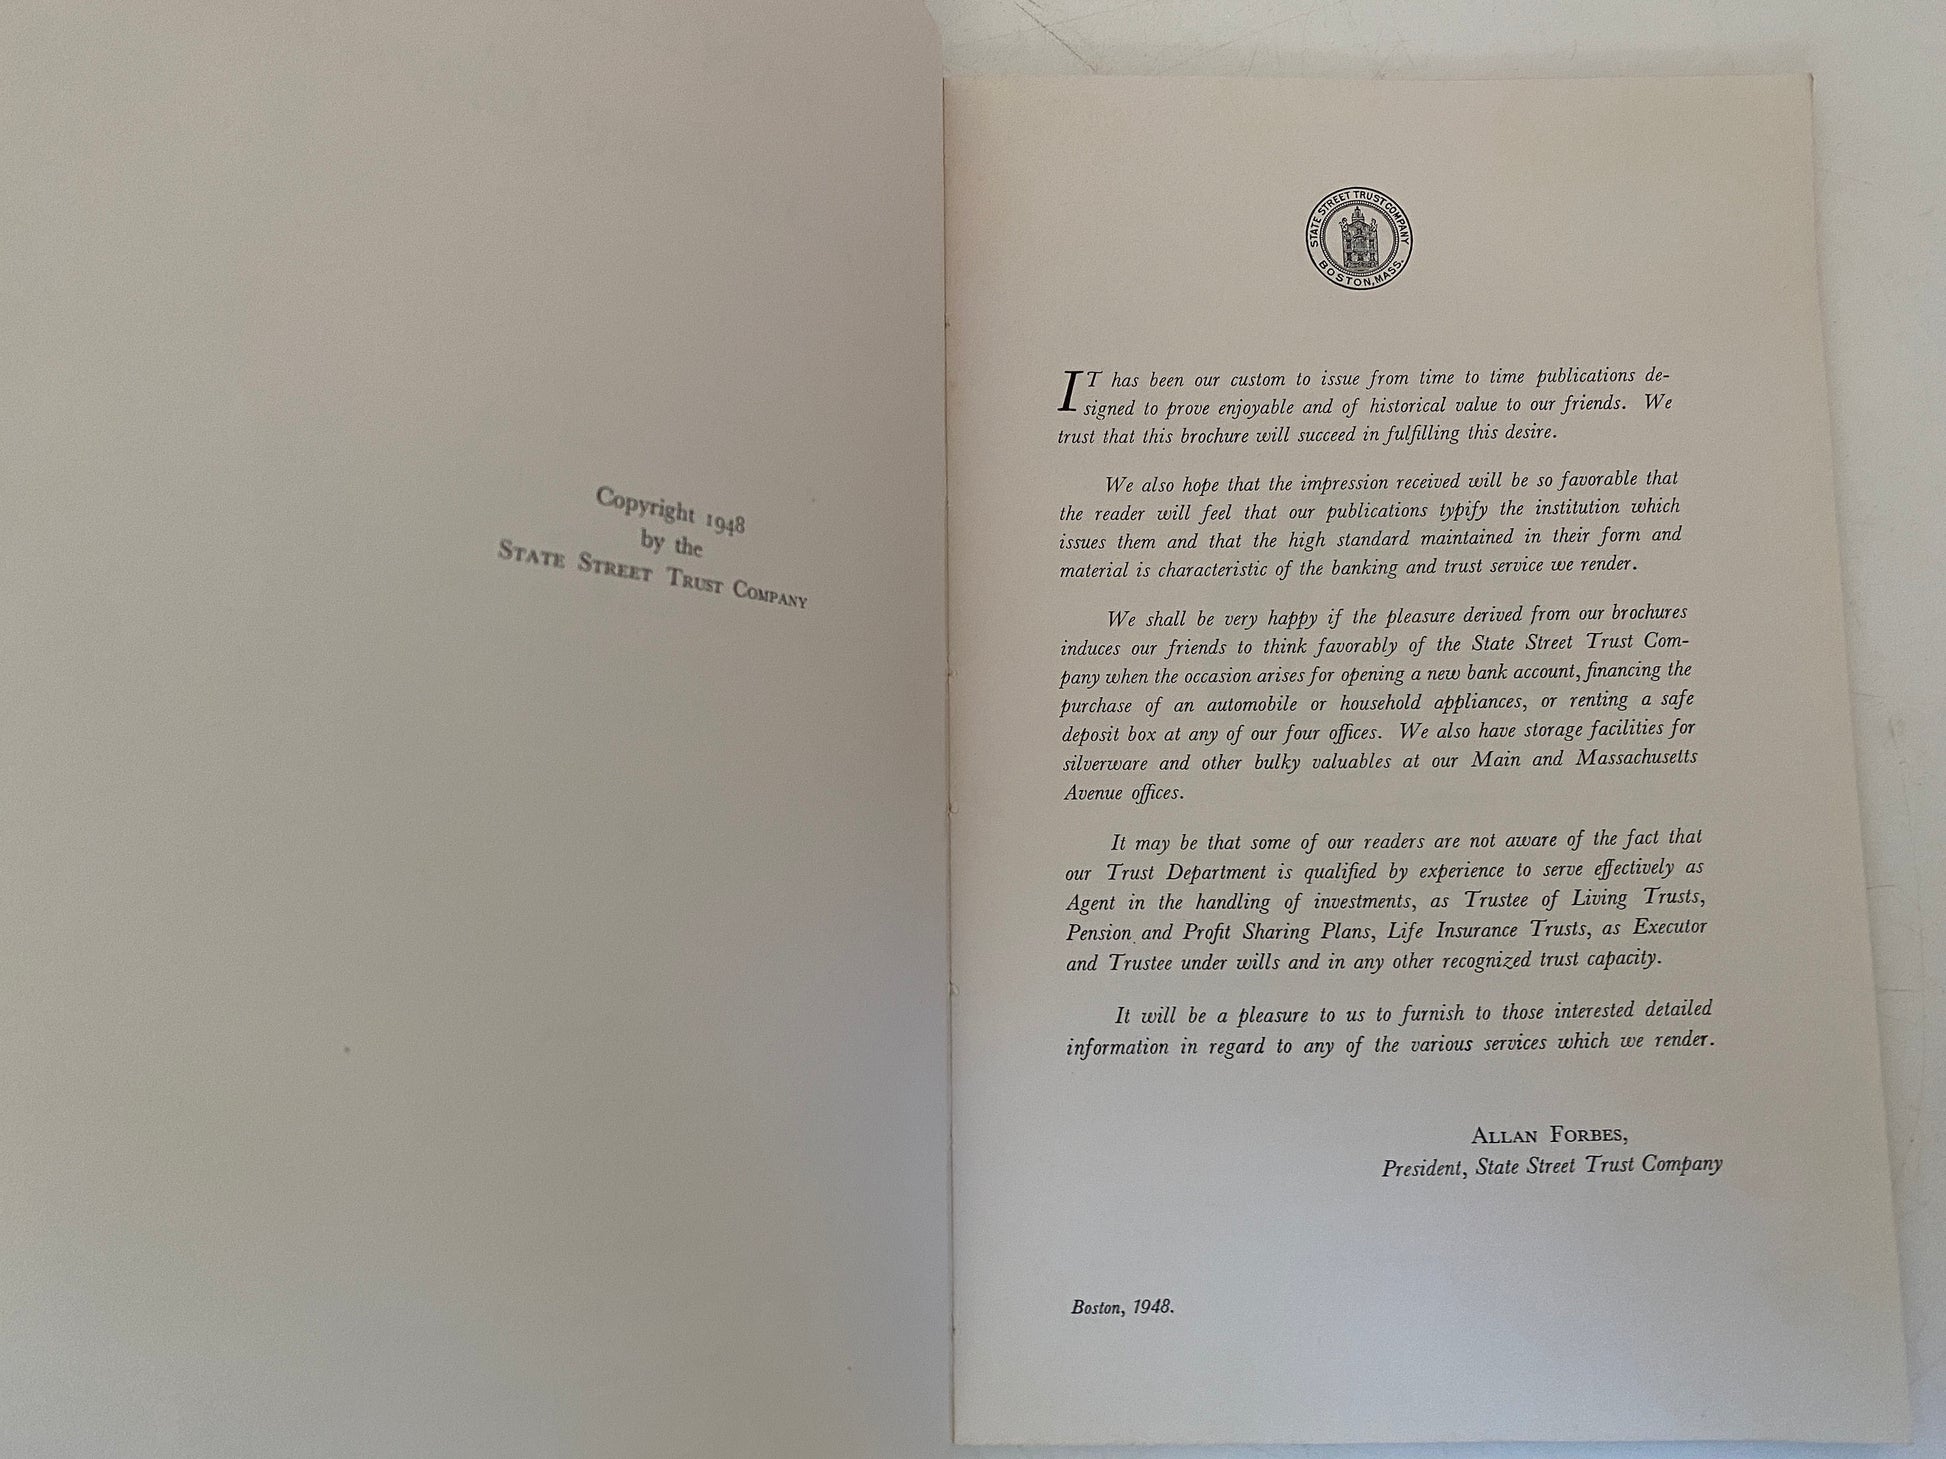 Copyright 1948
by the
STATE STREET TRUST COMPANY
STATE STREET TRUST COMPANY
BOSTON, MASS.
IT has been our custom to issue from time to time publications de-
signed to prove enjoyable and of historical value to our friends. We
trust that this brochure will succeed in fulfilling this desire.
We also hope that the impression received will be so favorable that
the reader will feel that our publications typify the institution which
issues them and that the high standard maintained in their form and
material is characteristic of the banking and trust service we render.
We shall be very happy if the pleasure derived from our brochures
induces our friends to think favorably of the State Street Trust Com-
pany when the occasion arises for opening a new bank account, financing the
purchase of an automobile or household appliances, or renting a safe
deposit box at any of our four offices. We also have storage facilities for
silverware and other bulky valuables at our Main and Massachusetts
Avenue offices.
It may be that some of our readers are not aware of the fact that
our Trust Department is qualified by experience to serve effectively as
Agent in the handling of investments, as Trustee of Living Trusts,
Pension and Profit Sharing Plans, Life Insurance Trusts, as Executor
and Trustee under wills and in any other recognized trust capacity.
It will be a pleasure to us to furnish to those interested detailed
information in regard to any of the various services which we render.
ALLAN FORBES,
President, State Street Trust Company
Boston, 1948.